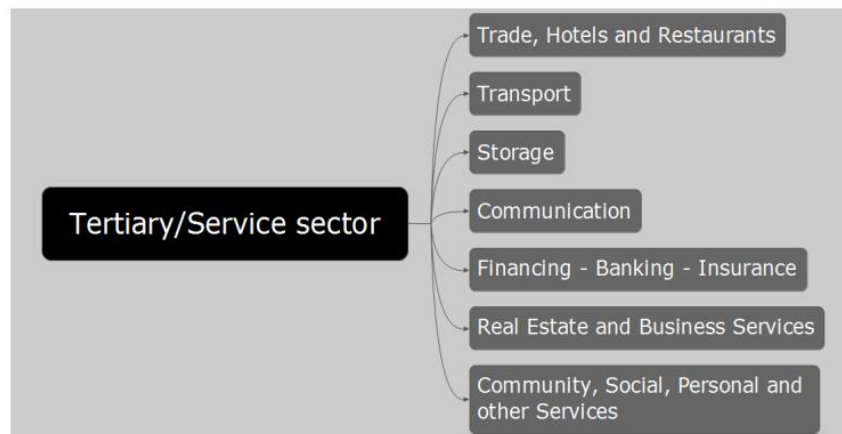 Trade, Hotels and Restaurants
Transport
Storage
Tertiary/Service sector
Communication
Financing - Banking - Insurance
Real Estate and Business Services
Community, Social, Personal and
other Services